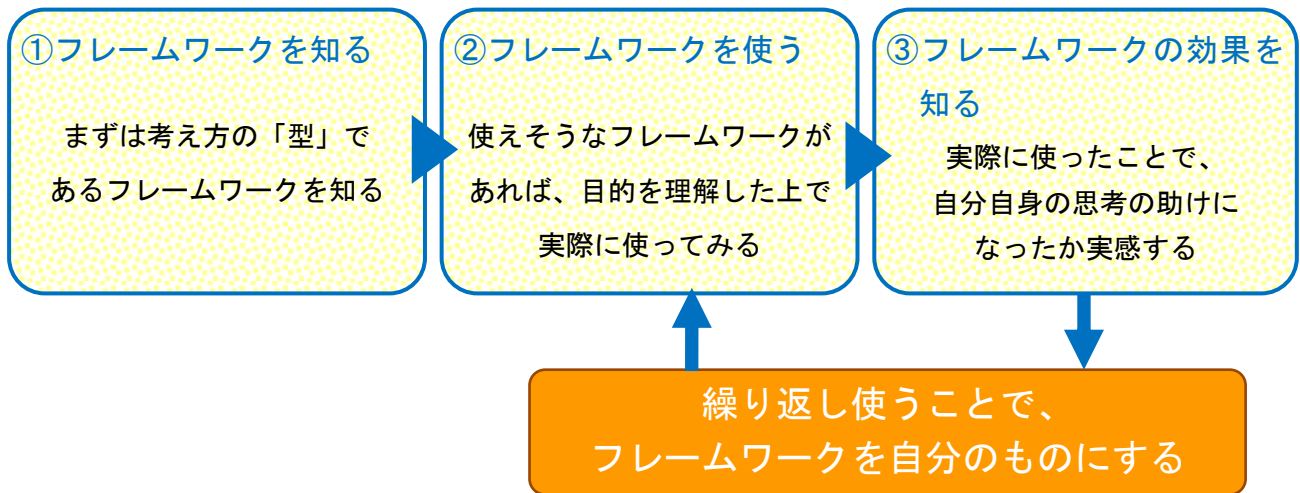 ①フレームワークを知る
まずは考え方の「型」で
あるフレームワークを知る
②フレームワークを使う
使えそうなフレームワークが
あれば、目的を理解した上で
実際に使ってみる
③フレームワークの効果を
知る
実際に使ったことで、
自分自身の思考の助けに
なったか実感する
繰り返し使うことで、
フレームワークを自分のものにする